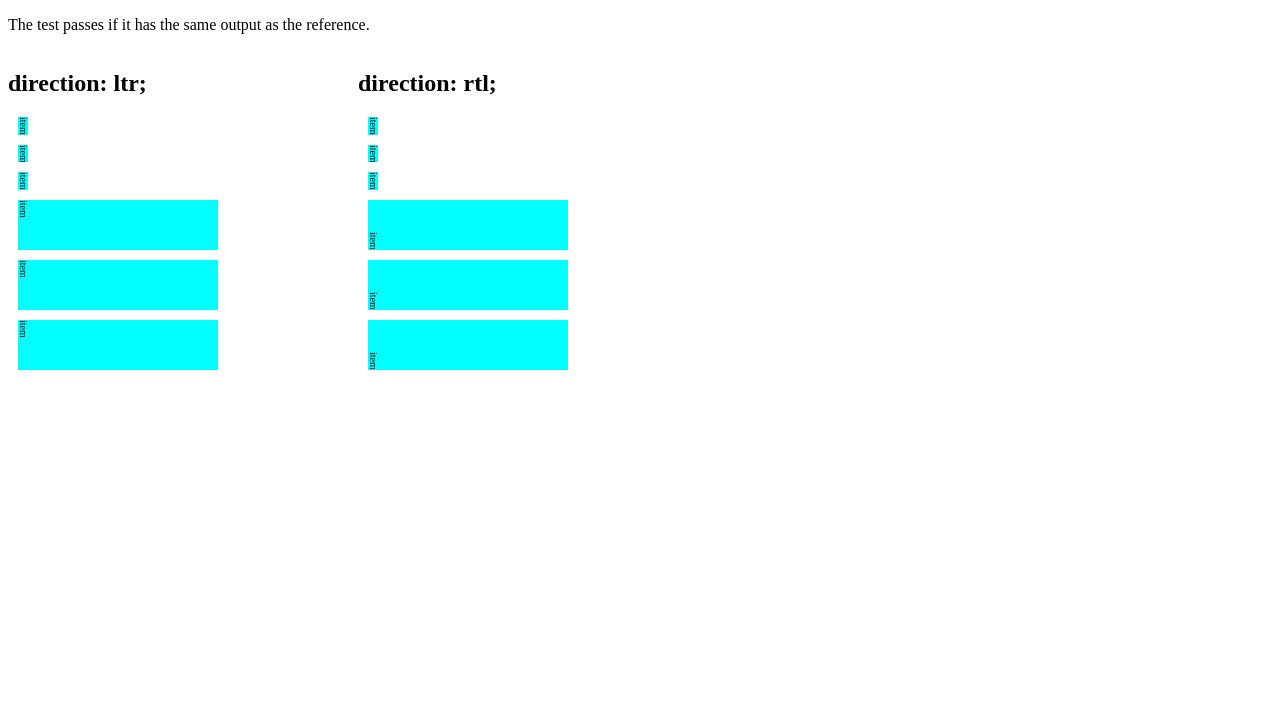 The test passes if it has the same output as the reference.
direction: ltr;
item
item
item
item
item
item
direction: rtl;
item
item
item
item
item
item